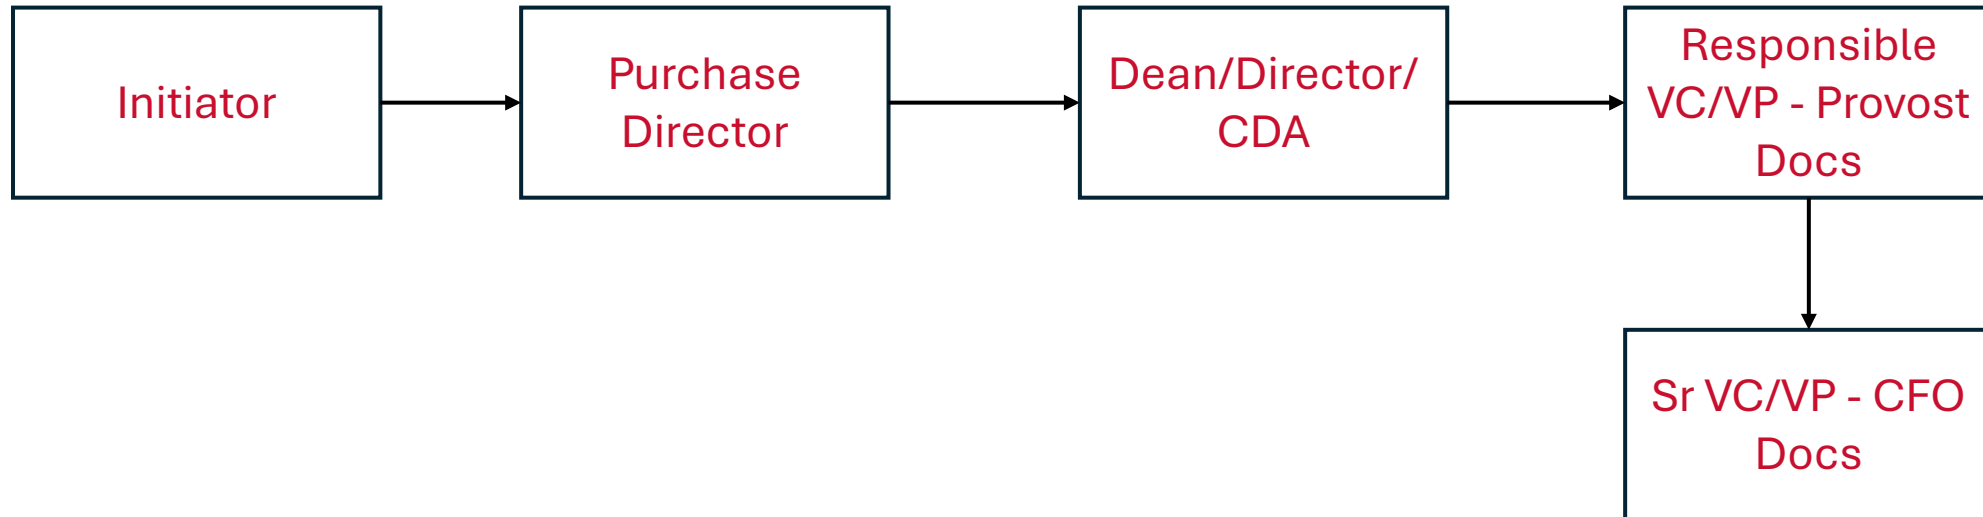 Initiator
Purchase
Director
Dean/Director/
CDA
Responsible
VC/VP - Provost
Docs
Sr VC/VP - CFO
Docs